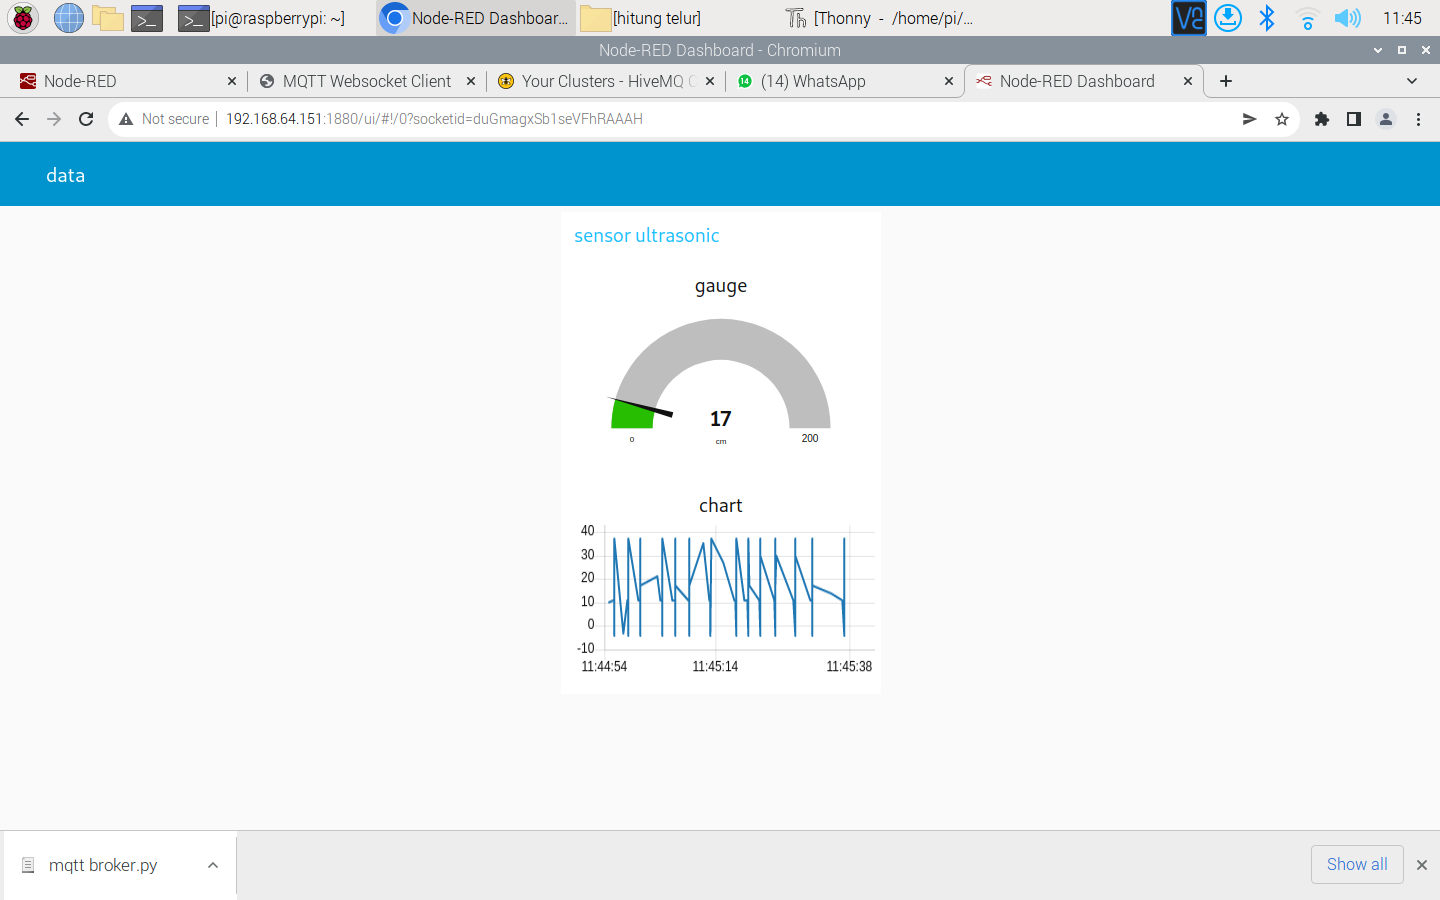 [pi@raspberrypi: ~]
Node-RED Dashboar...
[hitung telur]
[Thonny - /home/pi/...
11:45
Node-RED Dashboard - Chromium
Node-RED
MQTT Websocket Client
Your Clusters - HiveMQ C
(14) WhatsApp
Node-RED Dashboard
Not secure
192.168.64.151:1880/ui/#!/0?socketid=duGmagxSb1seVFhRAAAH
data
sensor ultrasonic
gauge
17
cm
0
200
chart
40
30
20
10
0
-10
11:44:54
11:45:14
11:45:38
mqtt broker.py
Show all